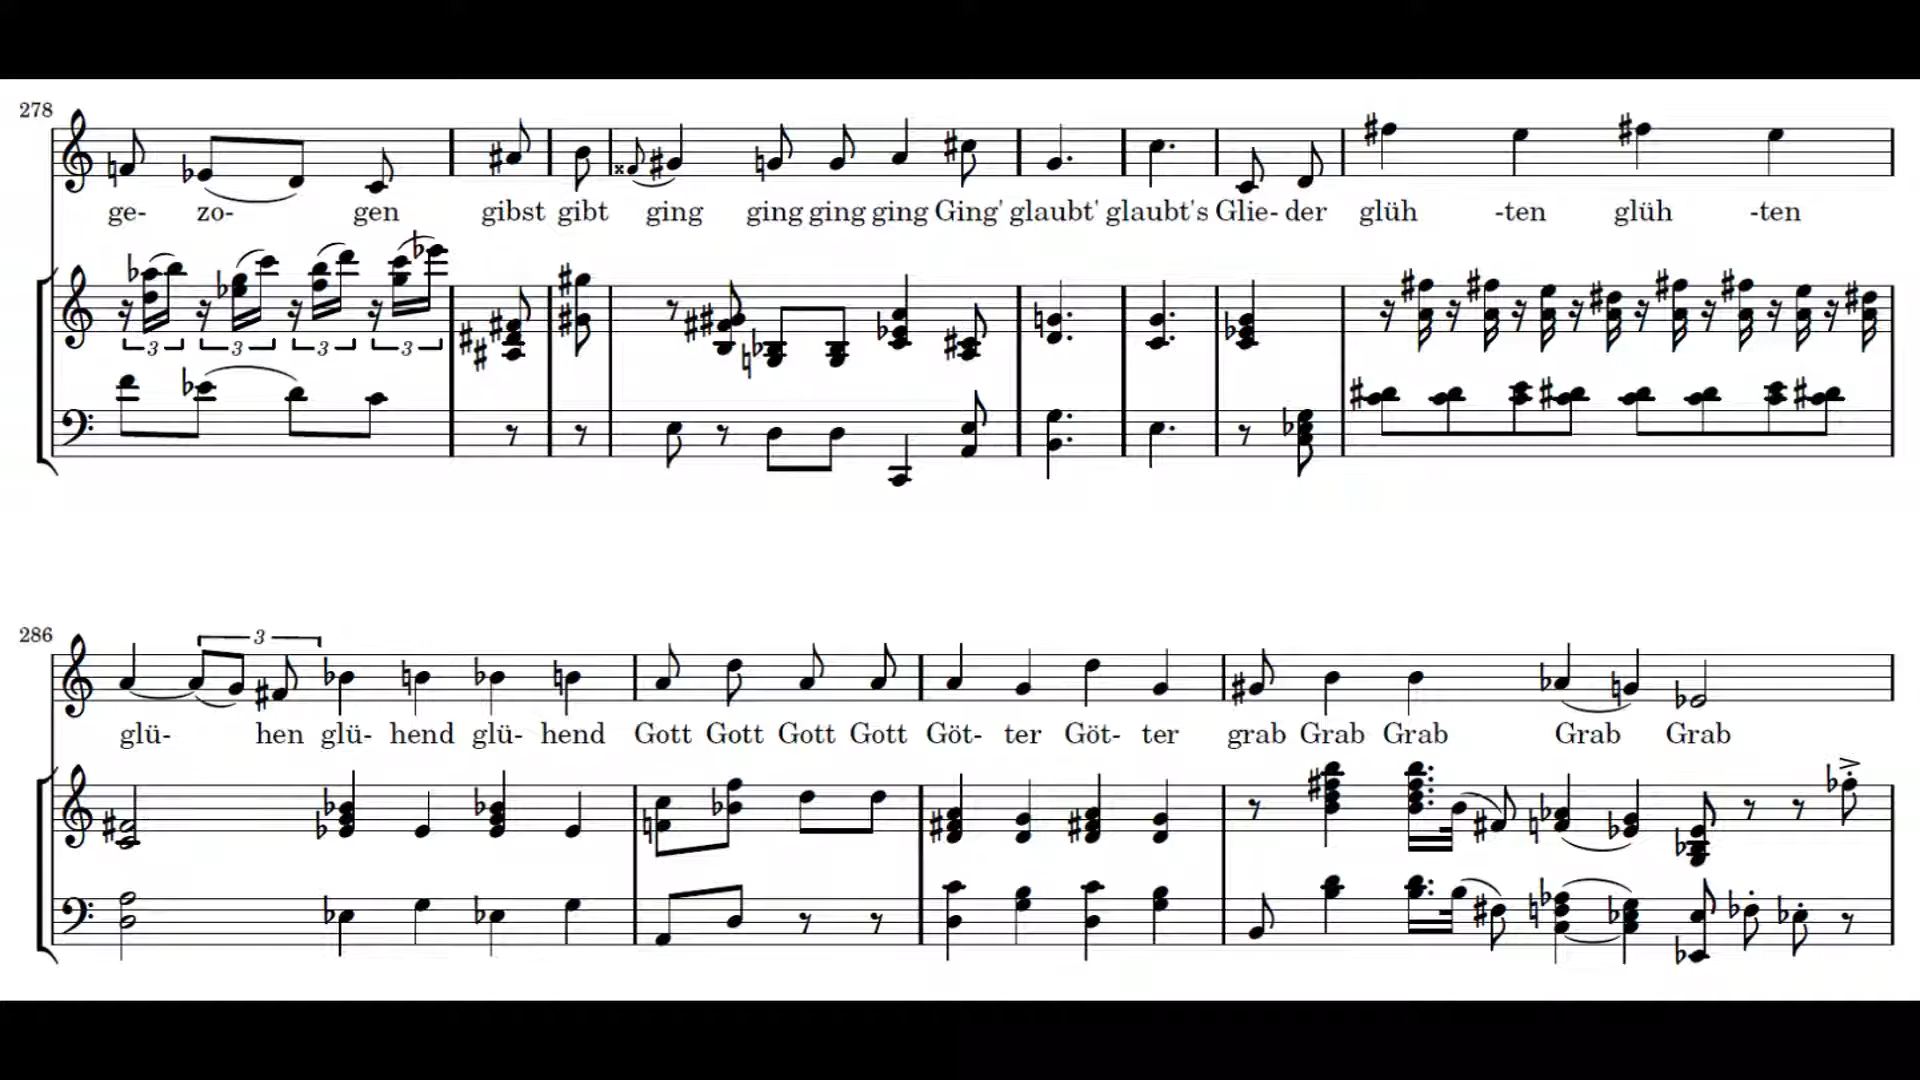 278
ge- zo- gen gibst gibt ging ging ging ging Ging' glaubt' glaubt's Glie- der glüh -ten glüh -ten
3 3 3 3
286
3
glü- hen glü- hend glü- hend Gott Gott Gott Gott Göt- ter Göt- ter grab Grab Grab Grab Grab